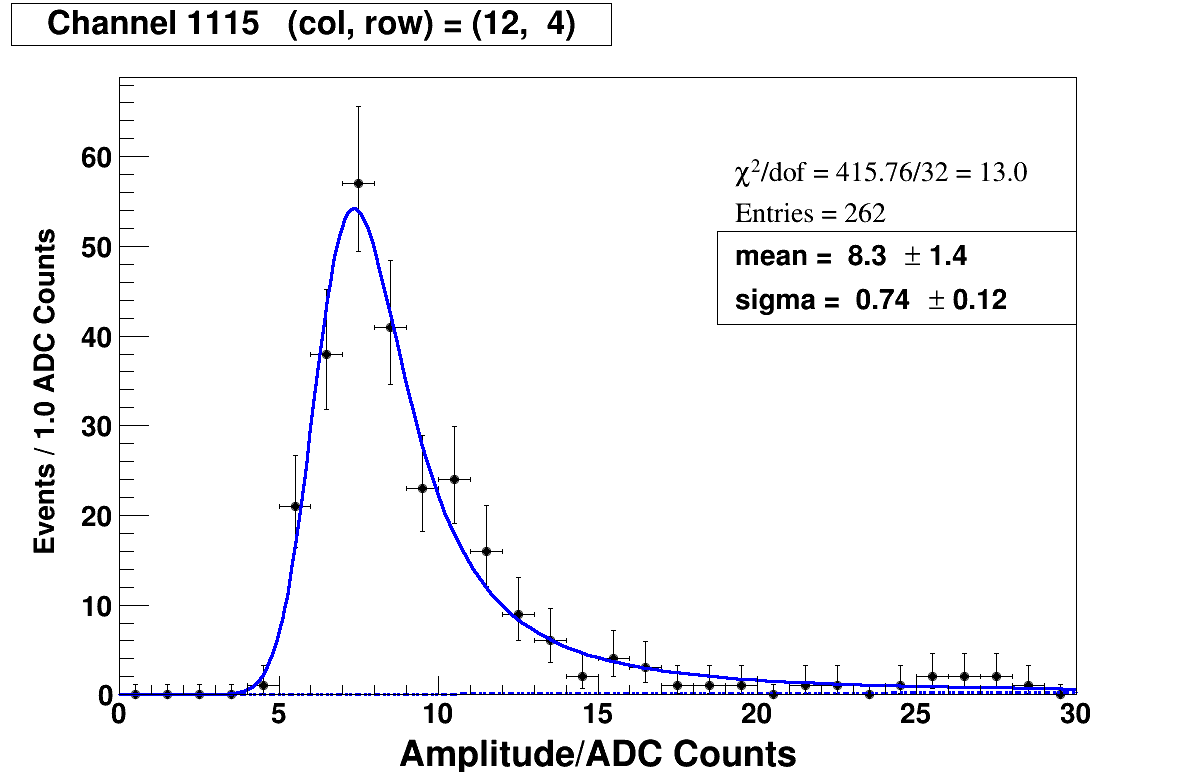 Channel 1115 (col, row) = (12, 4)
χ²/dof = 415.76/32 = 13.0
Entries = 262
mean = 8.3 ± 1.4
sigma = 0.74 ± 0.12
Events / 1.0 ADC Counts
60
50
40
30
20
10
0
0 5 10 15 20 25 30
Amplitude/ADC Counts